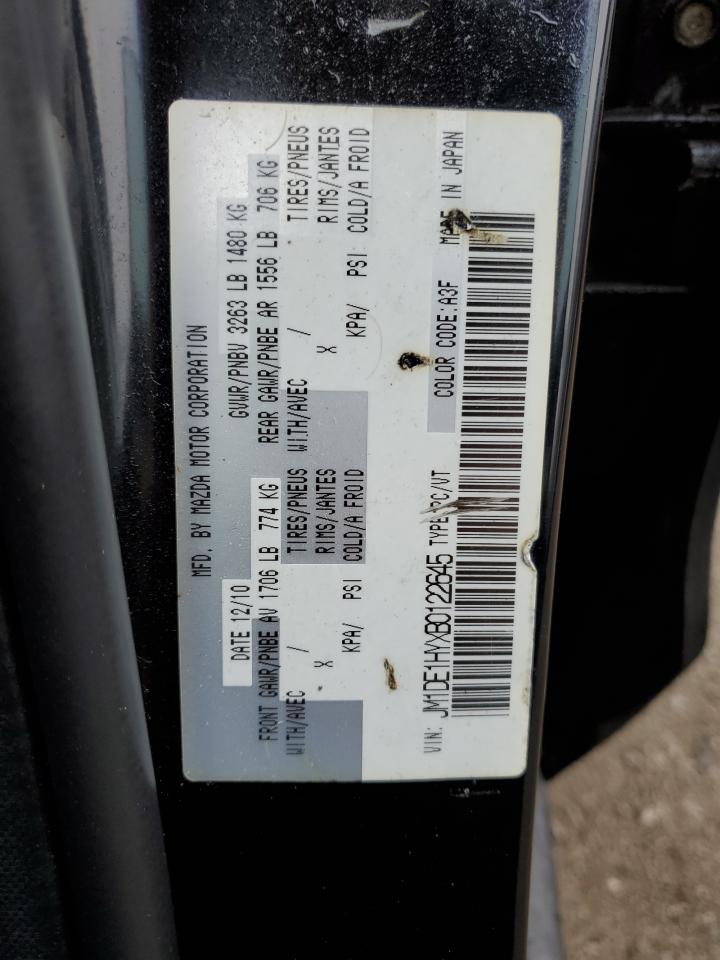 MFD. BY MAZDA MOTOR CORPORATION
DATE 12/10 GVWR/PNBV 3263 LB 1480 KG
FRONT GAWR/PNBE AV 1706 LB 774 KG REAR GAWR/PNBE AR 1556 LB 706 KG
WITH/AVEC / TIRES/PNEUS WITH/AVEC / TIRES/PNEUS
X RIMS/JANTES X RIMS/JANTES
KPA/ PSI COLD/A FROID KPA/ PSI COLD/A FROID
VIN: JM1DE1HYXB0122645 TYPE: PC/VT COLOR CODE:A3F MADE IN JAPAN